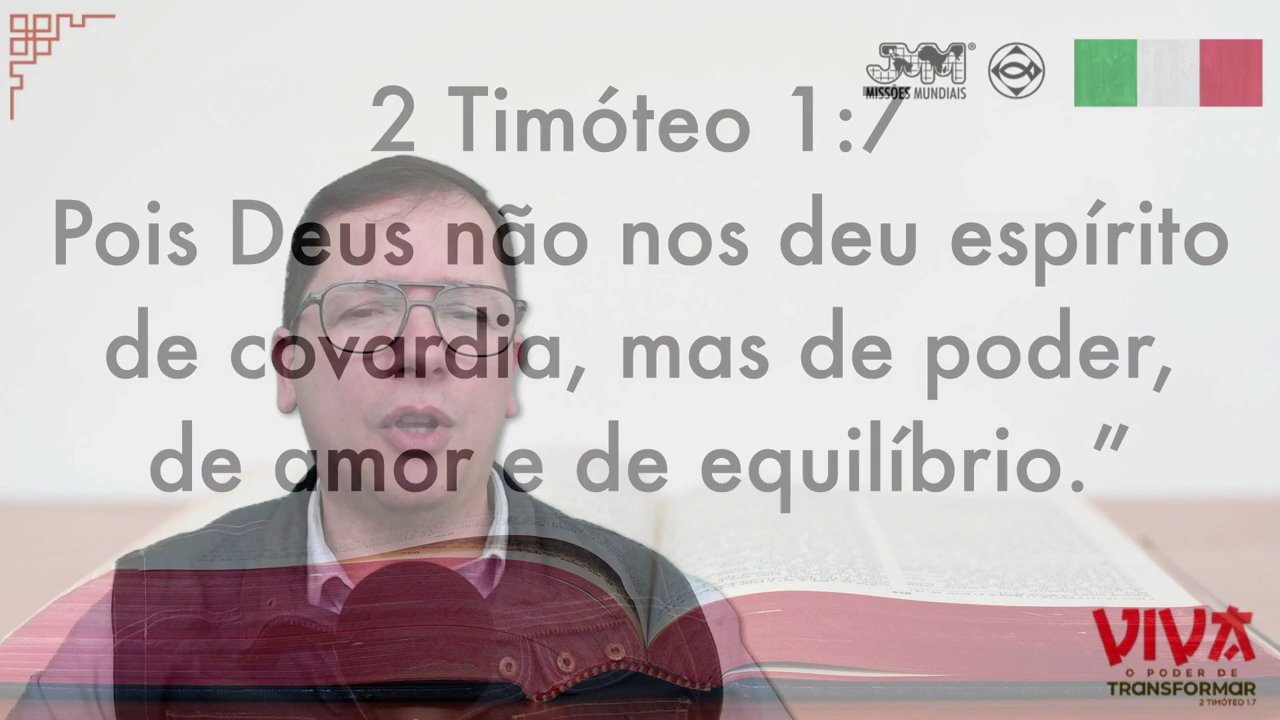 JMM®
MISSÕES MUNDIAIS
2 Timóteo 1:7
Pois Deus não nos deu espírito
de covardia, mas de poder,
de amor e de equilíbrio.”
VIVA
O PODER DE
TRANSFORMAR
2 TIMÓTEO 1.7